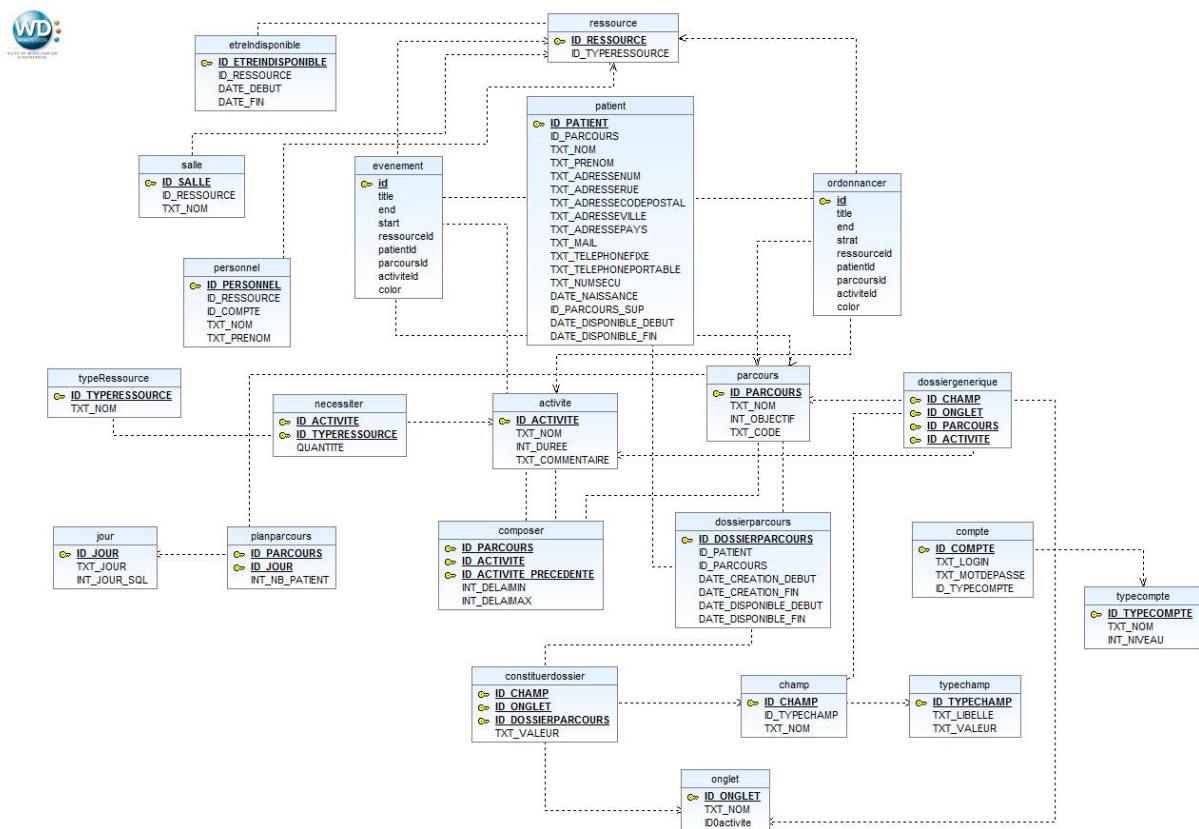 WD
SUITE DE MODELISATION
D'ENTREPRISE
ressource
ID_RESSOURCE
ID_TYPERESSOURCE
etreIndisponible
ID_ETREINDISPONIBLE
ID_RESSOURCE
DATE_DEBUT
DATE_FIN
patient
ID_PATIENT
ID_PARCOURS
TXT_NOM
TXT_PRENOM
TXT_ADRESSENUM
TXT_ADRESSERUE
TXT_ADRESSECODEPOSTAL
TXT_ADRESSEVILLE
TXT_ADRESSEPAYS
TXT_MAIL
TXT_TELEPHONEFIXE
TXT_TELEPHONEPORTABLE
TXT_NUMSECU
DATE_NAISSANCE
ID_PARCOURS_SUP
DATE_DISPONIBLE_DEBUT
DATE_DISPONIBLE_FIN
salle
ID_SALLE
ID_RESSOURCE
TXT_NOM
evenement
id
title
end
start
ressourceId
patientId
parcoursId
activiteId
color
ordonnancer
id
title
end
strat
ressourceId
patientId
parcoursId
activiteId
color
personnel
ID_PERSONNEL
ID_RESSOURCE
ID_COMPTE
TXT_NOM
TXT_PRENOM
typeRessource
ID_TYPERESSOURCE
TXT_NOM
necessiter
ID_ACTIVITE
ID_TYPERESSOURCE
QUANTITE
activite
ID_ACTIVITE
TXT_NOM
INT_DUREE
TXT_COMMENTAIRE
parcours
ID_PARCOURS
TXT_NOM
INT_OBJECTIF
TXT_CODE
dossiergenerique
ID_CHAMP
ID_ONGLET
ID_PARCOURS
ID_ACTIVITE
jour
ID_JOUR
TXT_JOUR
INT_JOUR_SQL
planparcours
ID_PARCOURS
ID_JOUR
INT_NB_PATIENT
composer
ID_PARCOURS
ID_ACTIVITE
ID_ACTIVITE_PRECEDENTE
INT_DELAIMIN
INT_DELAIMAX
dossierparcours
ID_DOSSIERPARCOURS
ID_PATIENT
ID_PARCOURS
DATE_CREATION_DEBUT
DATE_CREATION_FIN
DATE_DISPONIBLE_DEBUT
DATE_DISPONIBLE_FIN
compte
ID_COMPTE
TXT_LOGIN
TXT_MOTDEPASSE
ID_TYPECOMPTE
typecompte
ID_TYPECOMPTE
TXT_NOM
INT_NIVEAU
constituerdossier
ID_CHAMP
ID_ONGLET
ID_DOSSIERPARCOURS
TXT_VALEUR
champ
ID_CHAMP
ID_TYPECHAMP
TXT_NOM
typechamp
ID_TYPECHAMP
TXT_LIBELLE
TXT_VALEUR
onglet
ID_ONGLET
TXT_NOM
ID0activite